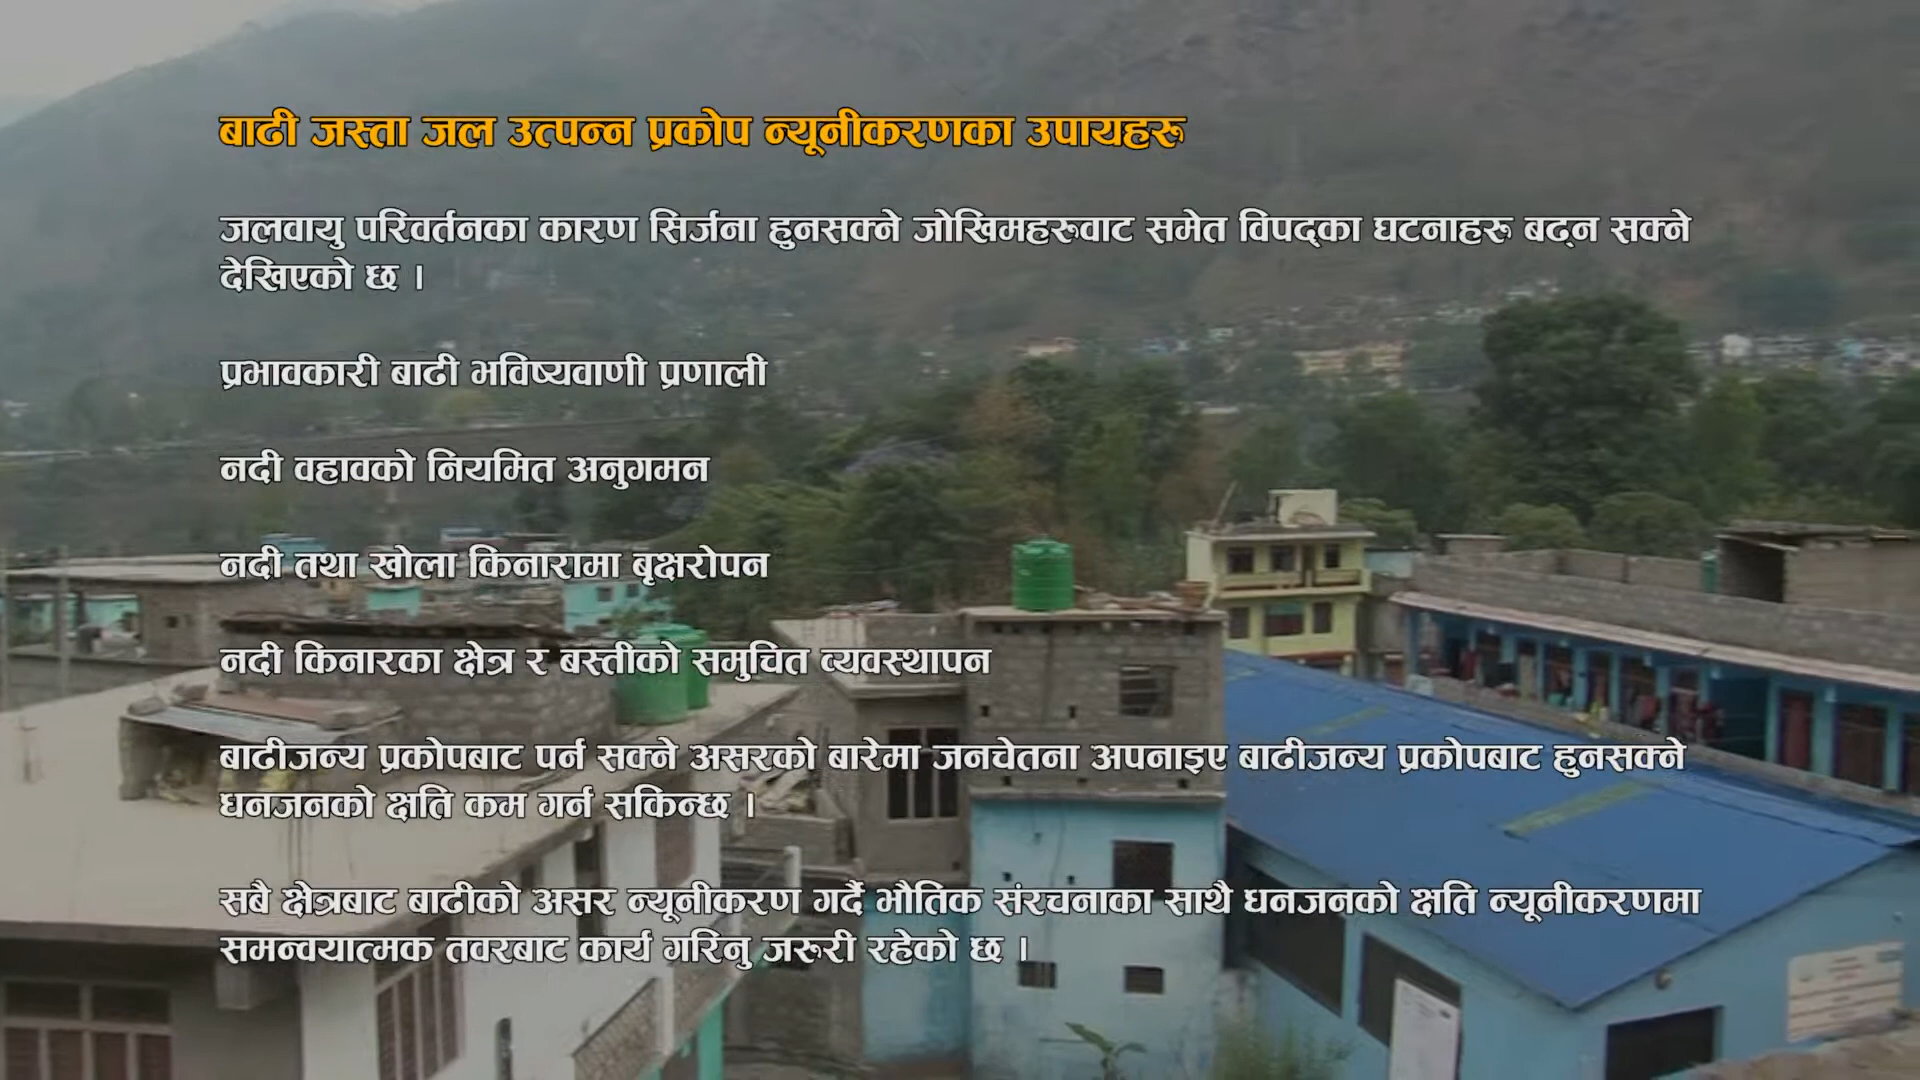 बाढी जस्ता जल उत्पन्न प्रकोप न्यूनीकरणका उपायहरू
जलवायु परिवर्तनका कारण सिर्जना हुनसक्ने जोखिमहरुवाट समेत विपद्का घटनाहरू बढ्न सक्ने
देखिएको छ ।
प्रभावकारी बाढी भविष्यवाणी प्रणाली
नदी वहावको नियमित अनुगमन
नदी तथा खोला किनारामा बृक्षरोपन
नदी किनारका क्षेत्र र बस्तीको समुचित व्यवस्थापन
बाढीजन्य प्रकोपबाट पर्न सक्ने असरको बारेमा जनचेतना अपनाइए बाढीजन्य प्रकोपबाट हुनसक्ने
धनजनको क्षति कम गर्न सकिन्छ ।
सबै क्षेत्रबाट बाढीको असर न्यूनीकरण गर्दै भौतिक संरचनाका साथै धनजनको क्षति न्यूनीकरणमा
समन्वयात्मक तवरबाट कार्य गरिनु जरुरी रहेको छ ।